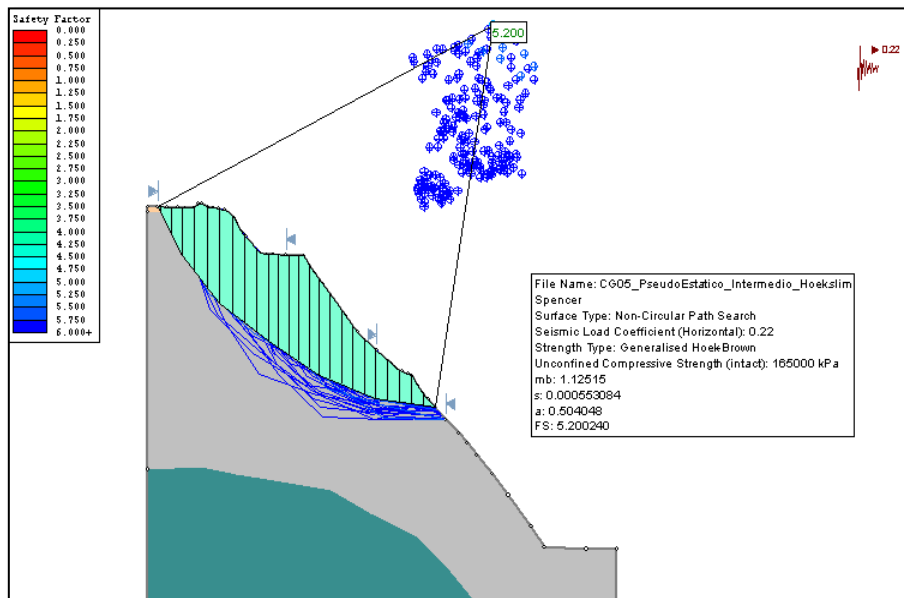 Safety Factor
0.000
0.250
0.500
0.750
1.000
1.250
1.500
1.750
2.000
2.250
2.500
2.750
3.000
3.250
3.500
3.750
4.000
4.250
4.500
4.750
5.000
5.250
5.500
5.750
6.000+
5.200
0.22
File Name: CG05_PseudoEstatico_Intermedio_Hoekslim
Spencer
Surface Type: Non-Circular Path Search
Seismic Load Coefficient (Horizontal): 0.22
Strength Type: Generalised Hoek-Brown
Unconfined Compressive Strength (intact): 165000 kPa
mb: 1.12515
s: 0.000553084
a: 0.504048
FS: 5.200240